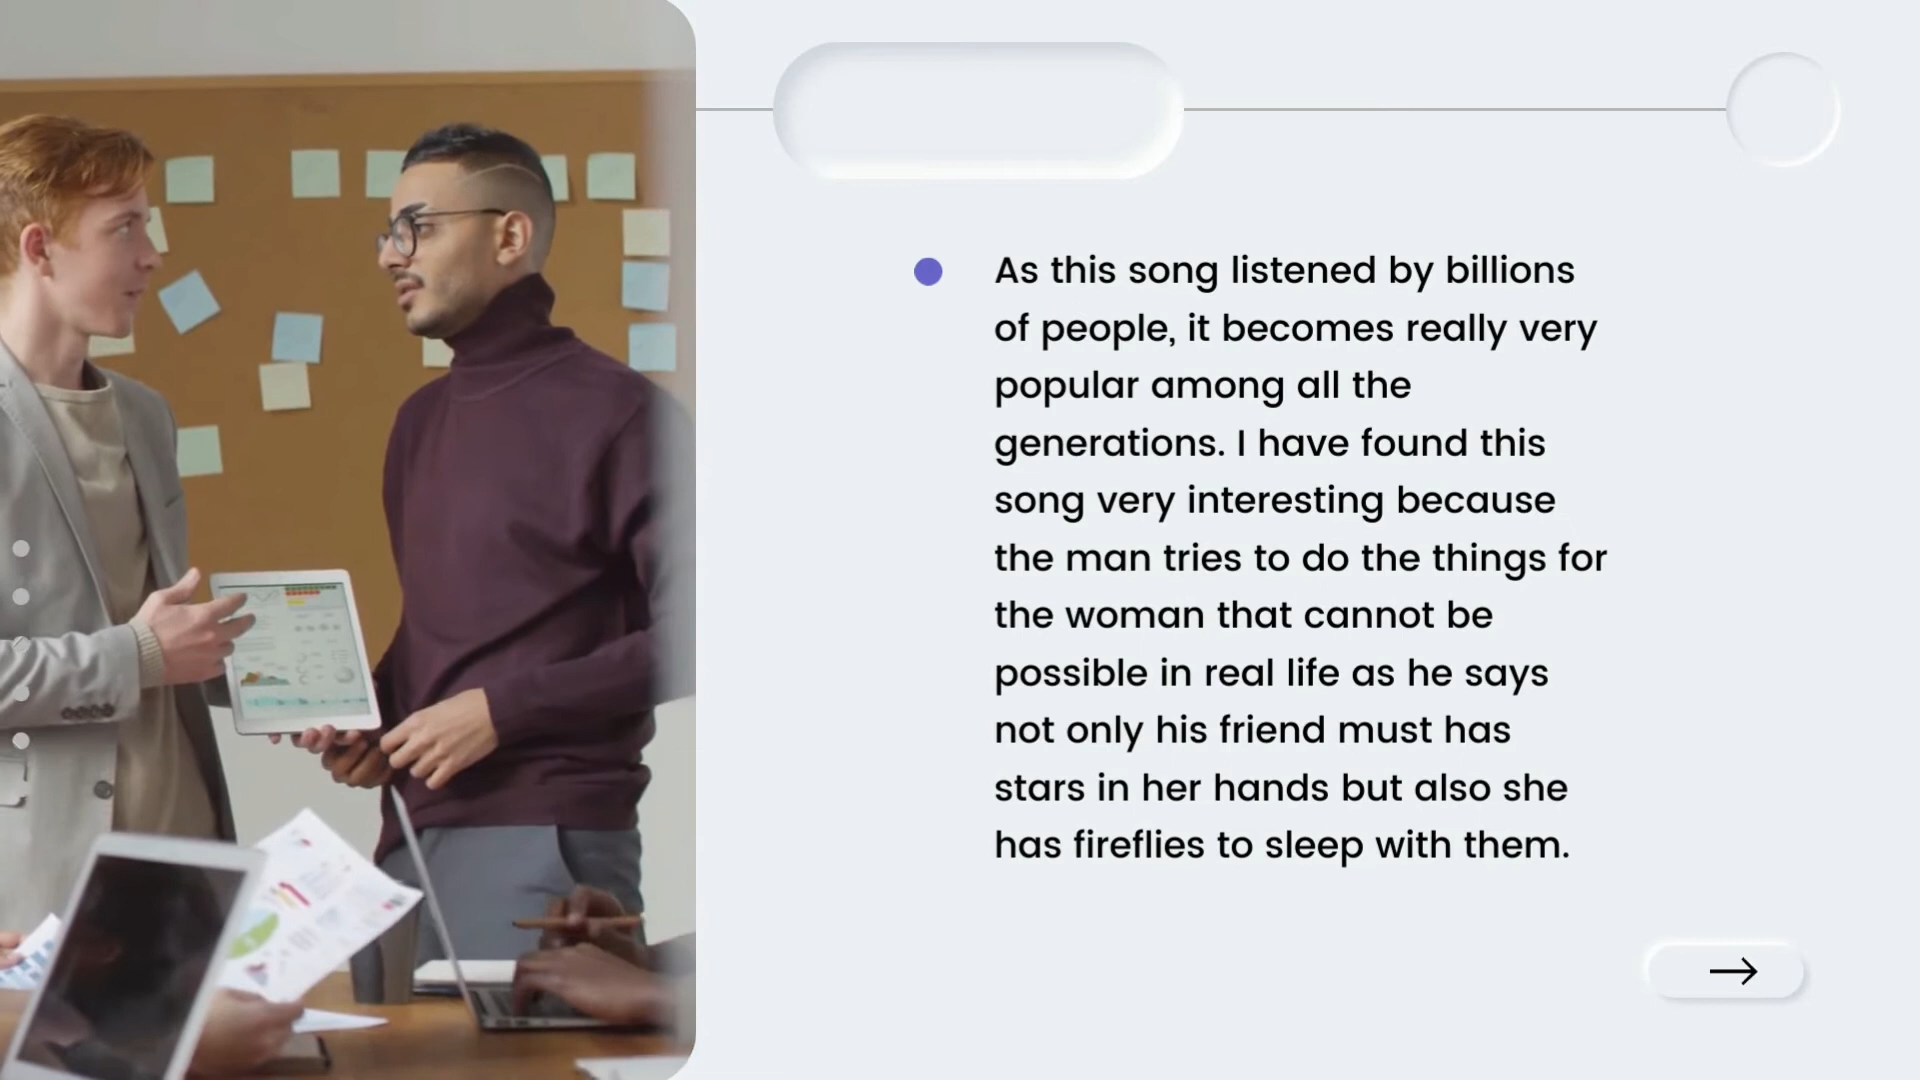 As this song listened by billions
of people, it becomes really very
popular among all the
generations. I have found this
song very interesting because
the man tries to do the things for
the woman that cannot be
possible in real life as he says
not only his friend must has
stars in her hands but also she
has fireflies to sleep with them.